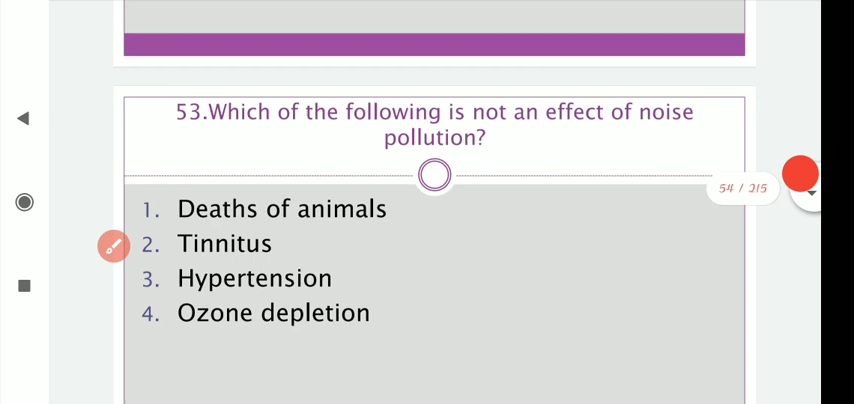 53.Which of the following is not an effect of noise
pollution?
54 / 215
1. Deaths of animals
2. Tinnitus
3. Hypertension
4. Ozone depletion